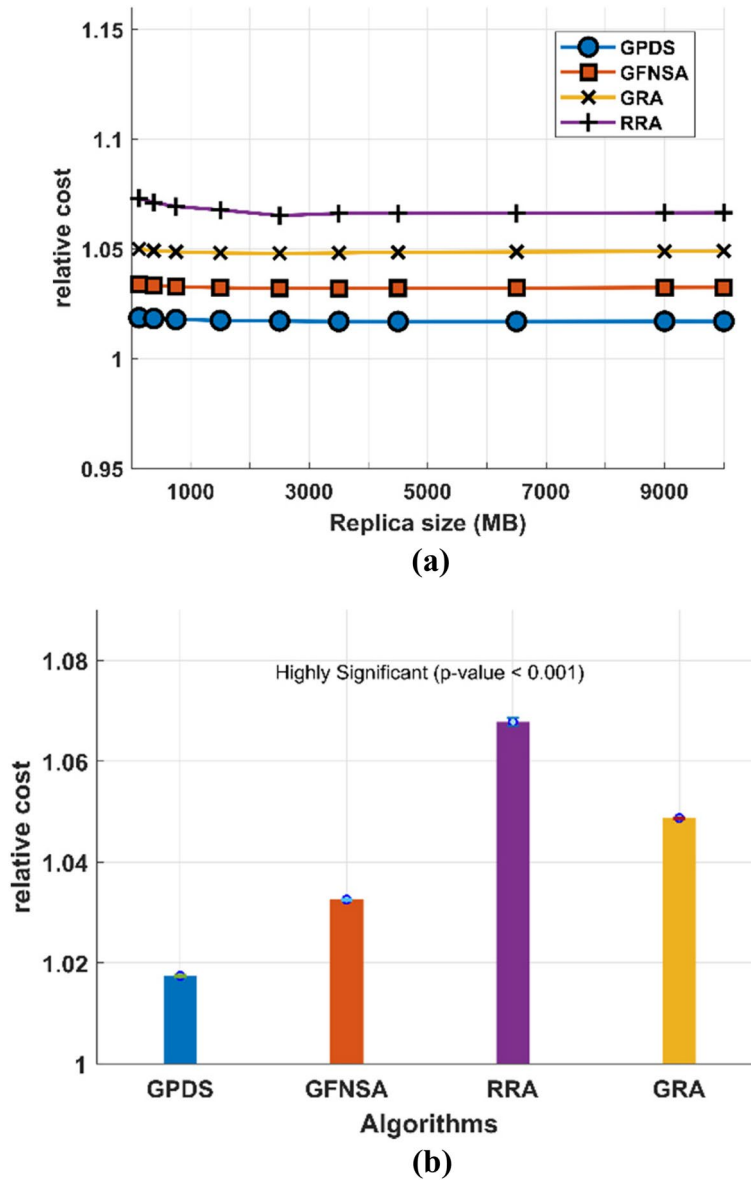 1.15
GPDS
GFNSA
GRA
RRA
1.1
1.05
1
0.95
relative cost
1000 3000 5000 7000 9000
Replica size (MB)
(a)
1.08
Highly Significant (p-value < 0.001)
1.06
1.04
1.02
1
relative cost
GPDS GFNSA RRA GRA
Algorithms
(b)